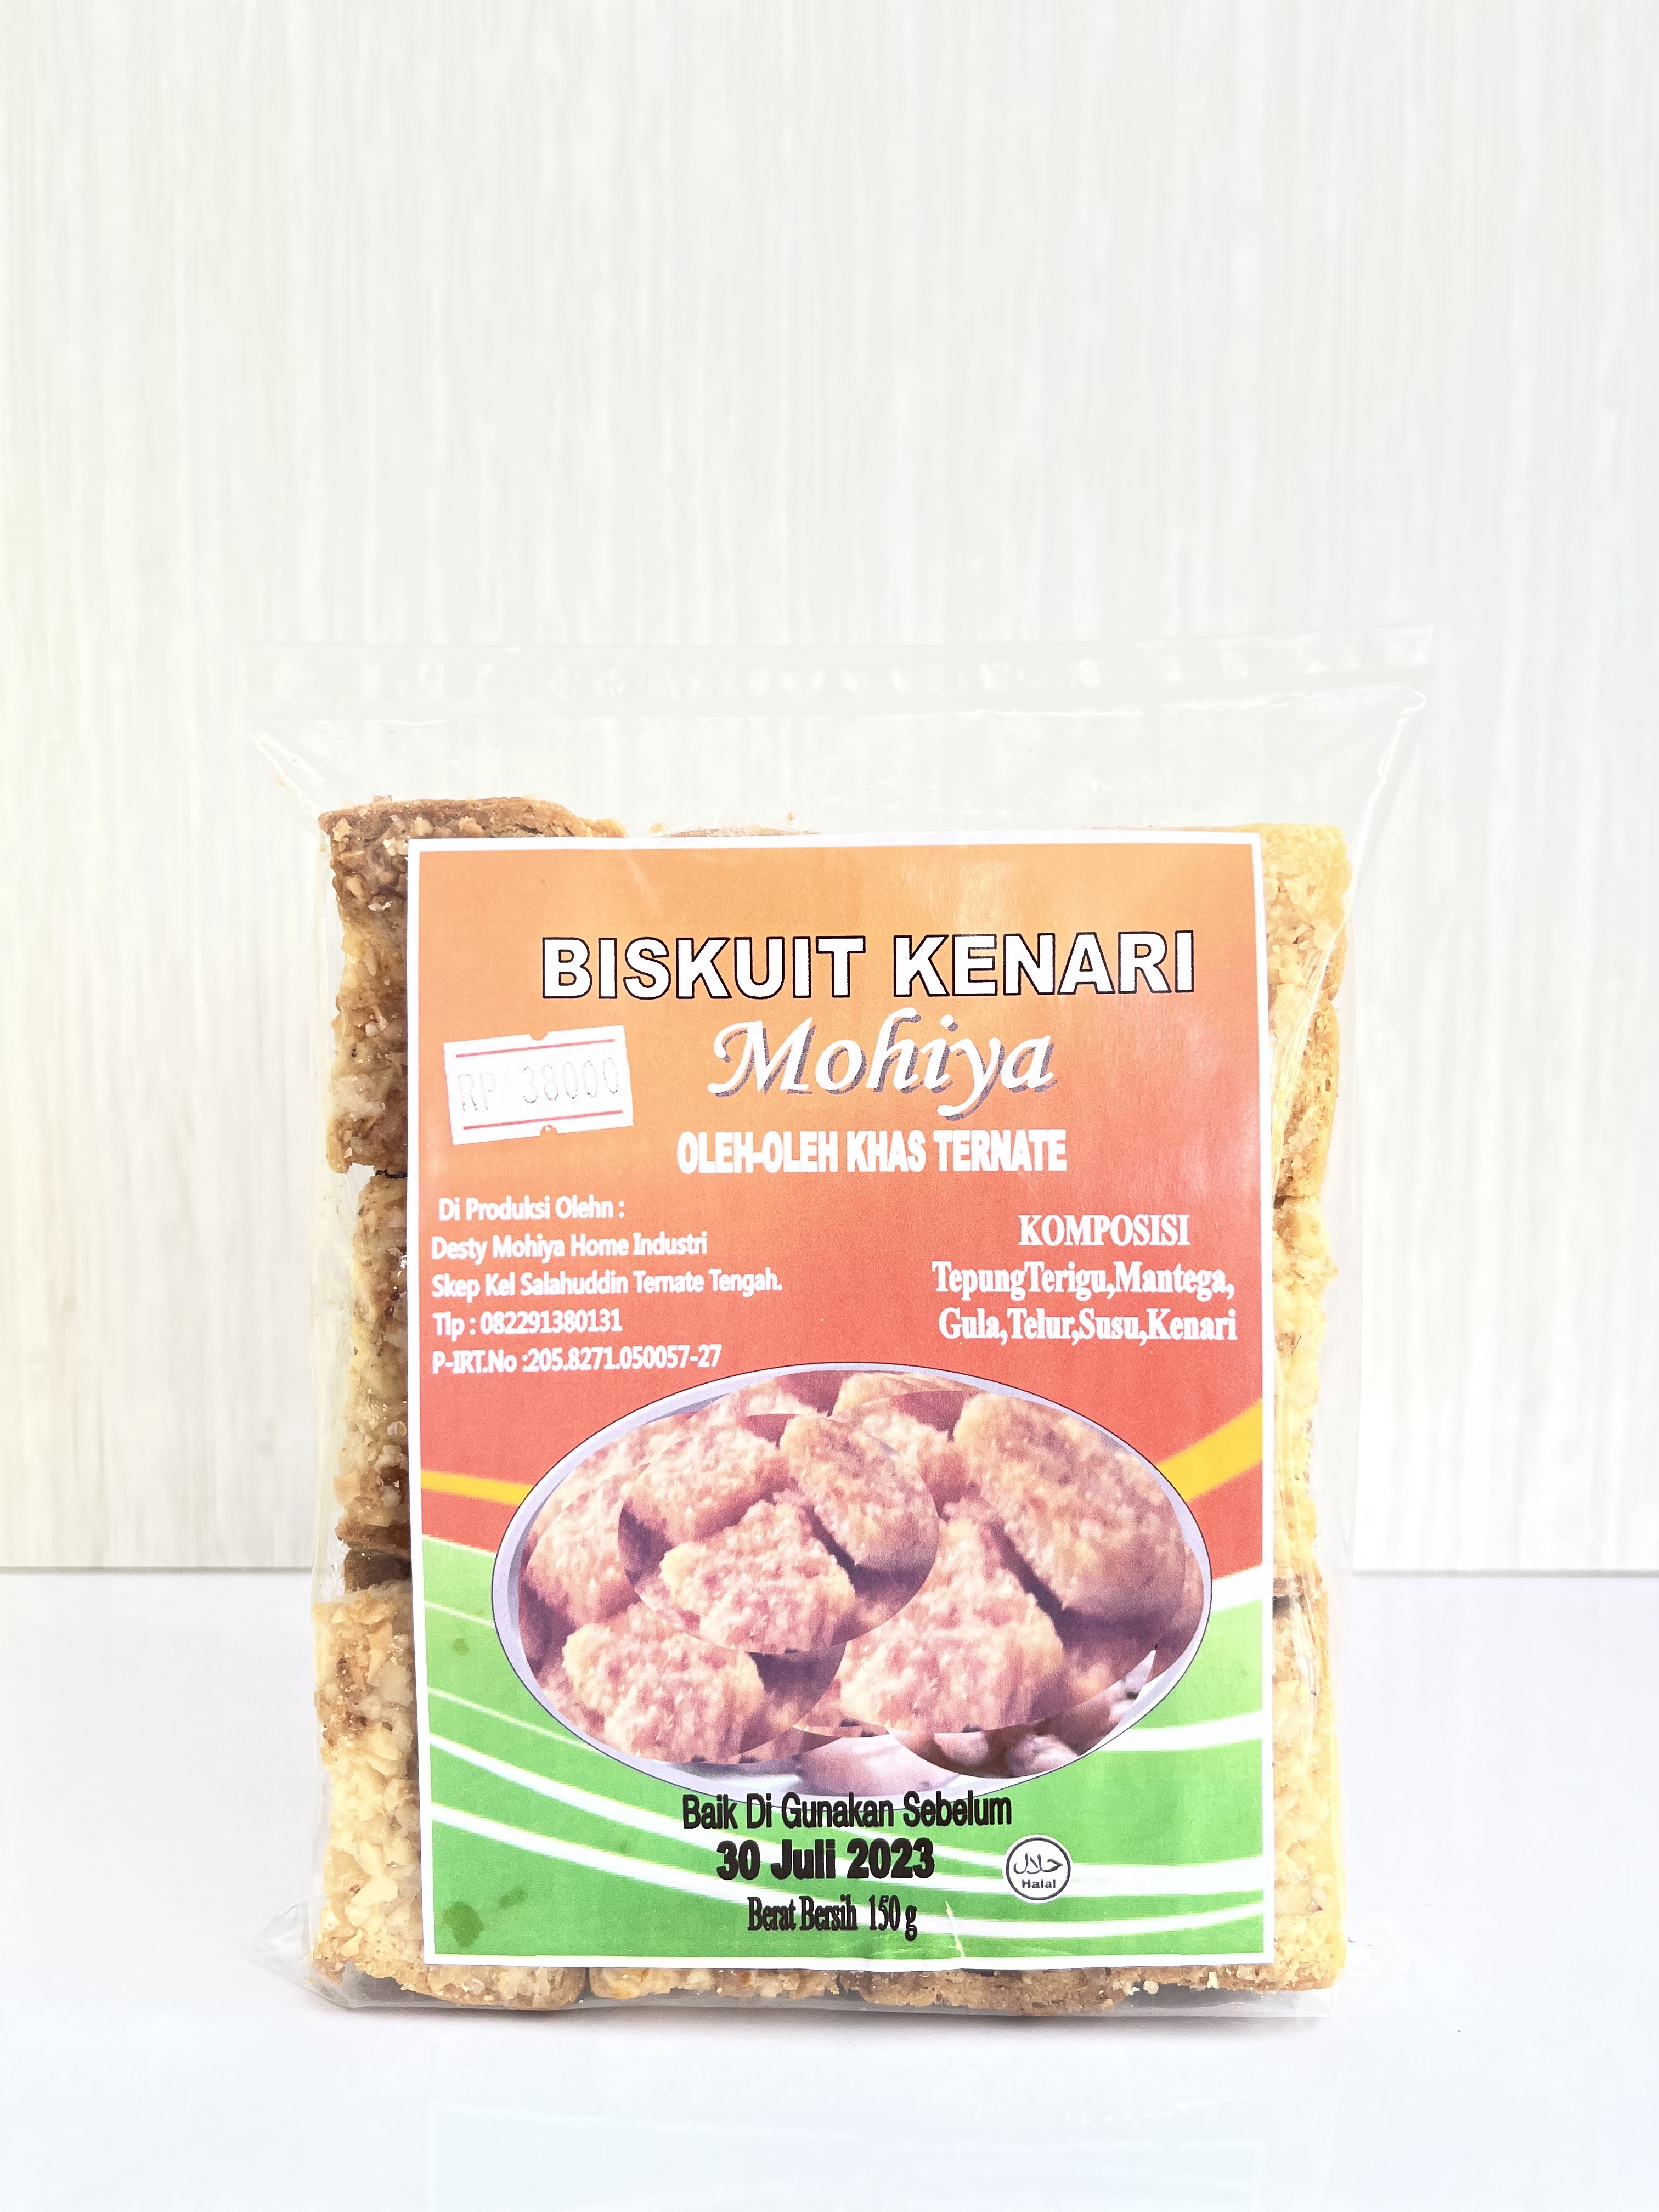 BISKUIT KENARI
Mohiya
RP 38000
OLEH-OLEH KHAS TERNATE
Di Produksi Olehn :
Desty Mohiya Home Industri
Skep Kel Salahuddin Ternate Tengah.
Tlp : 082291380131
P-IRT.No :205.8271.050057-27
KOMPOSISI
TepungTerigu,Mantega,
Gula,Telur,Susu,Kenari
Baik Di Gunakan Sebelum
30 Juli 2023
حلال
Halal
Berat Bersih 150 g